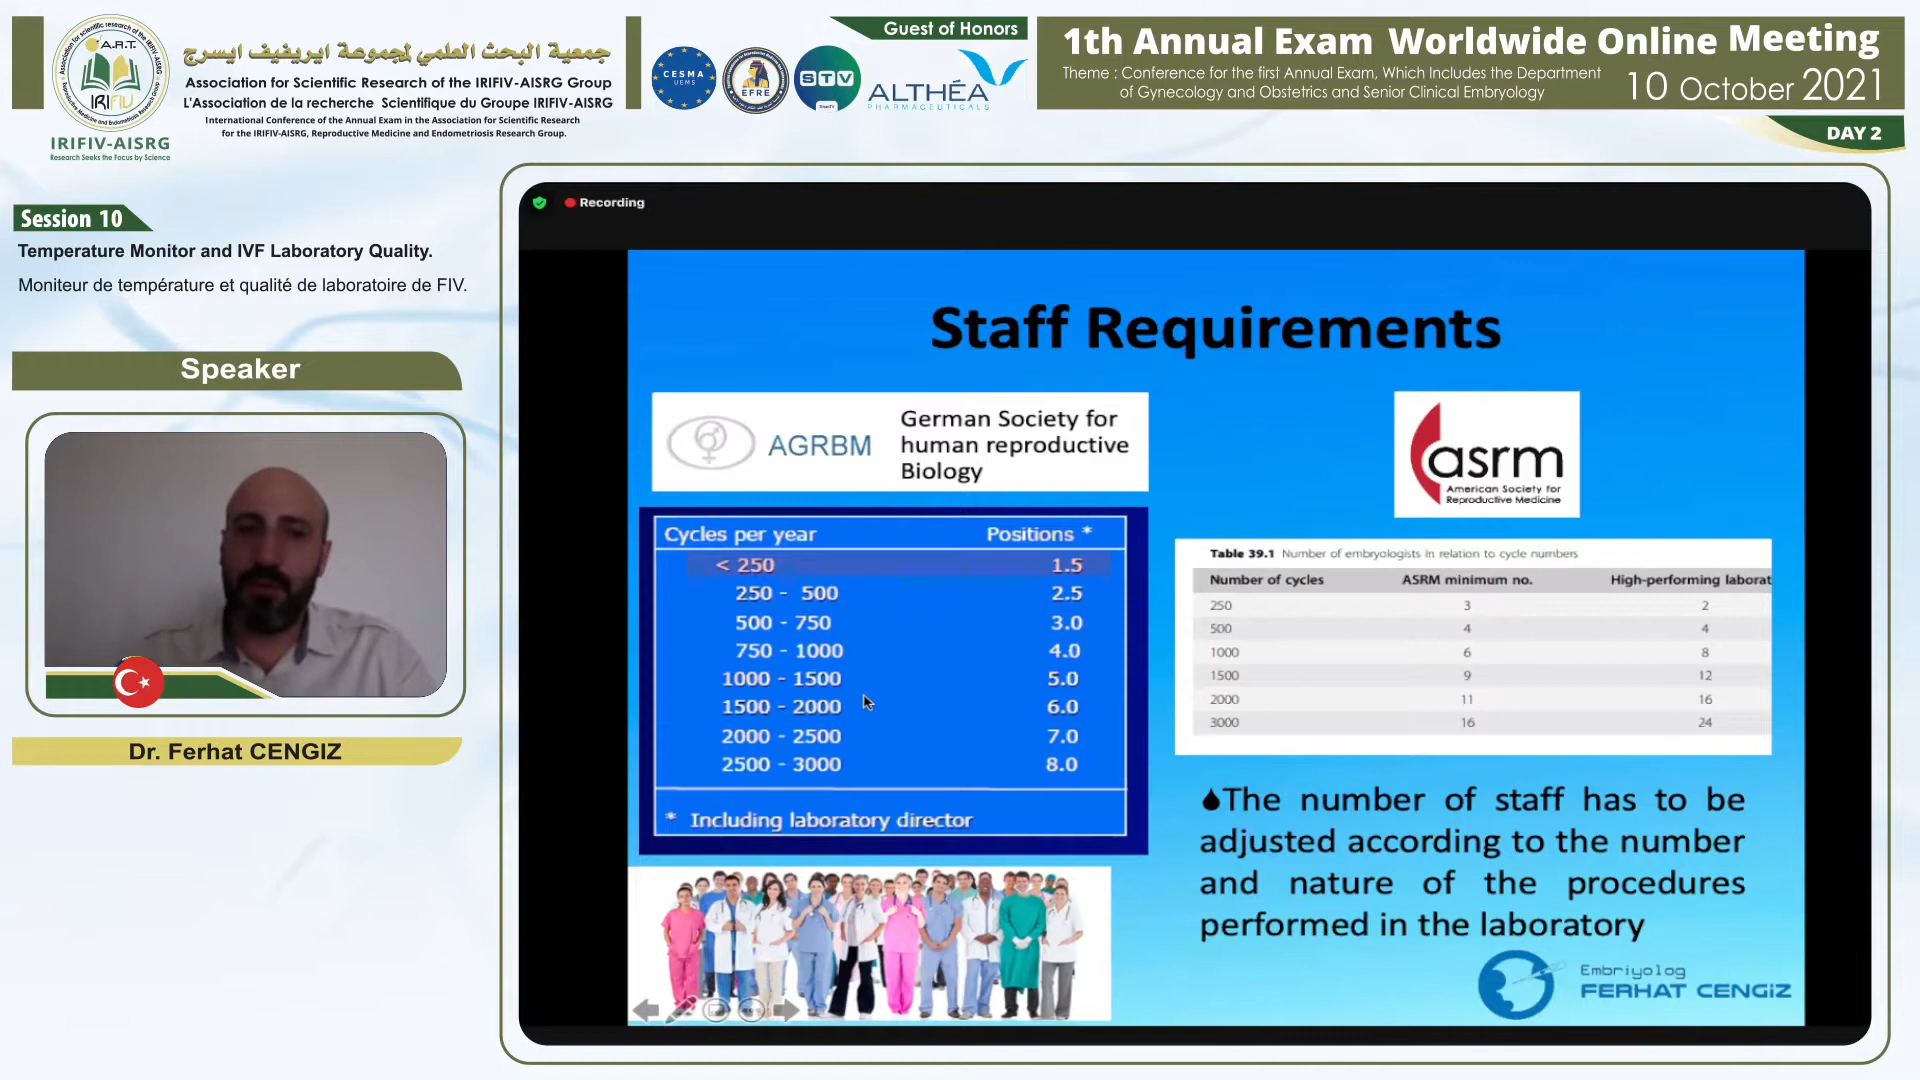 A.R.T.
IRIFIV
IRIFIV-AISRG
Research Seeks the Focus by Science
جمعية البحث العلمي لمجموعة ايريفيف ايسرج
Association for Scientific Research of the IRIFIV-AISRG Group
L'Association de la recherche Scientifique du Groupe IRIFIV-AISRG
International Conference of the Annual Exam in the Association for Scientific Research
for the IRIFIV-AISRG, Reproductive Medicine and Endometriosis Research Group.
Guest of Honors
CESMA
UEMS
EFRE
STV
ALTHÉA
PHARMACEUTICALS
1th Annual Exam Worldwide Online Meeting
Theme : Conference for the first Annual Exam, Which Includes the Department
of Gynecology and Obstetrics and Senior Clinical Embryology
10 October 2021
DAY 2
Session 10
Temperature Monitor and IVF Laboratory Quality.
Moniteur de température et qualité de laboratoire de FIV.
Speaker
Dr. Ferhat CENGIZ
Recording
Staff Requirements
AGRBM
German Society for
human reproductive
Biology
Cycles per year Positions *
< 250 1.5
250 - 500 2.5
500 - 750 3.0
750 - 1000 4.0
1000 - 1500 5.0
1500 - 2000 6.0
2000 - 2500 7.0
2500 - 3000 8.0
* Including laboratory director
asrm
American Society for
Reproductive Medicine
Table 39.1 Number of embryologists in relation to cycle numbers
Number of cycles ASRM minimum no. High-performing laborat
250 3 2
500 4 4
1000 6 8
1500 9 12
2000 11 16
3000 16 24
The number of staff has to be
adjusted according to the number
and nature of the procedures
performed in the laboratory
Embriyolog
FERHAT CENGiZ